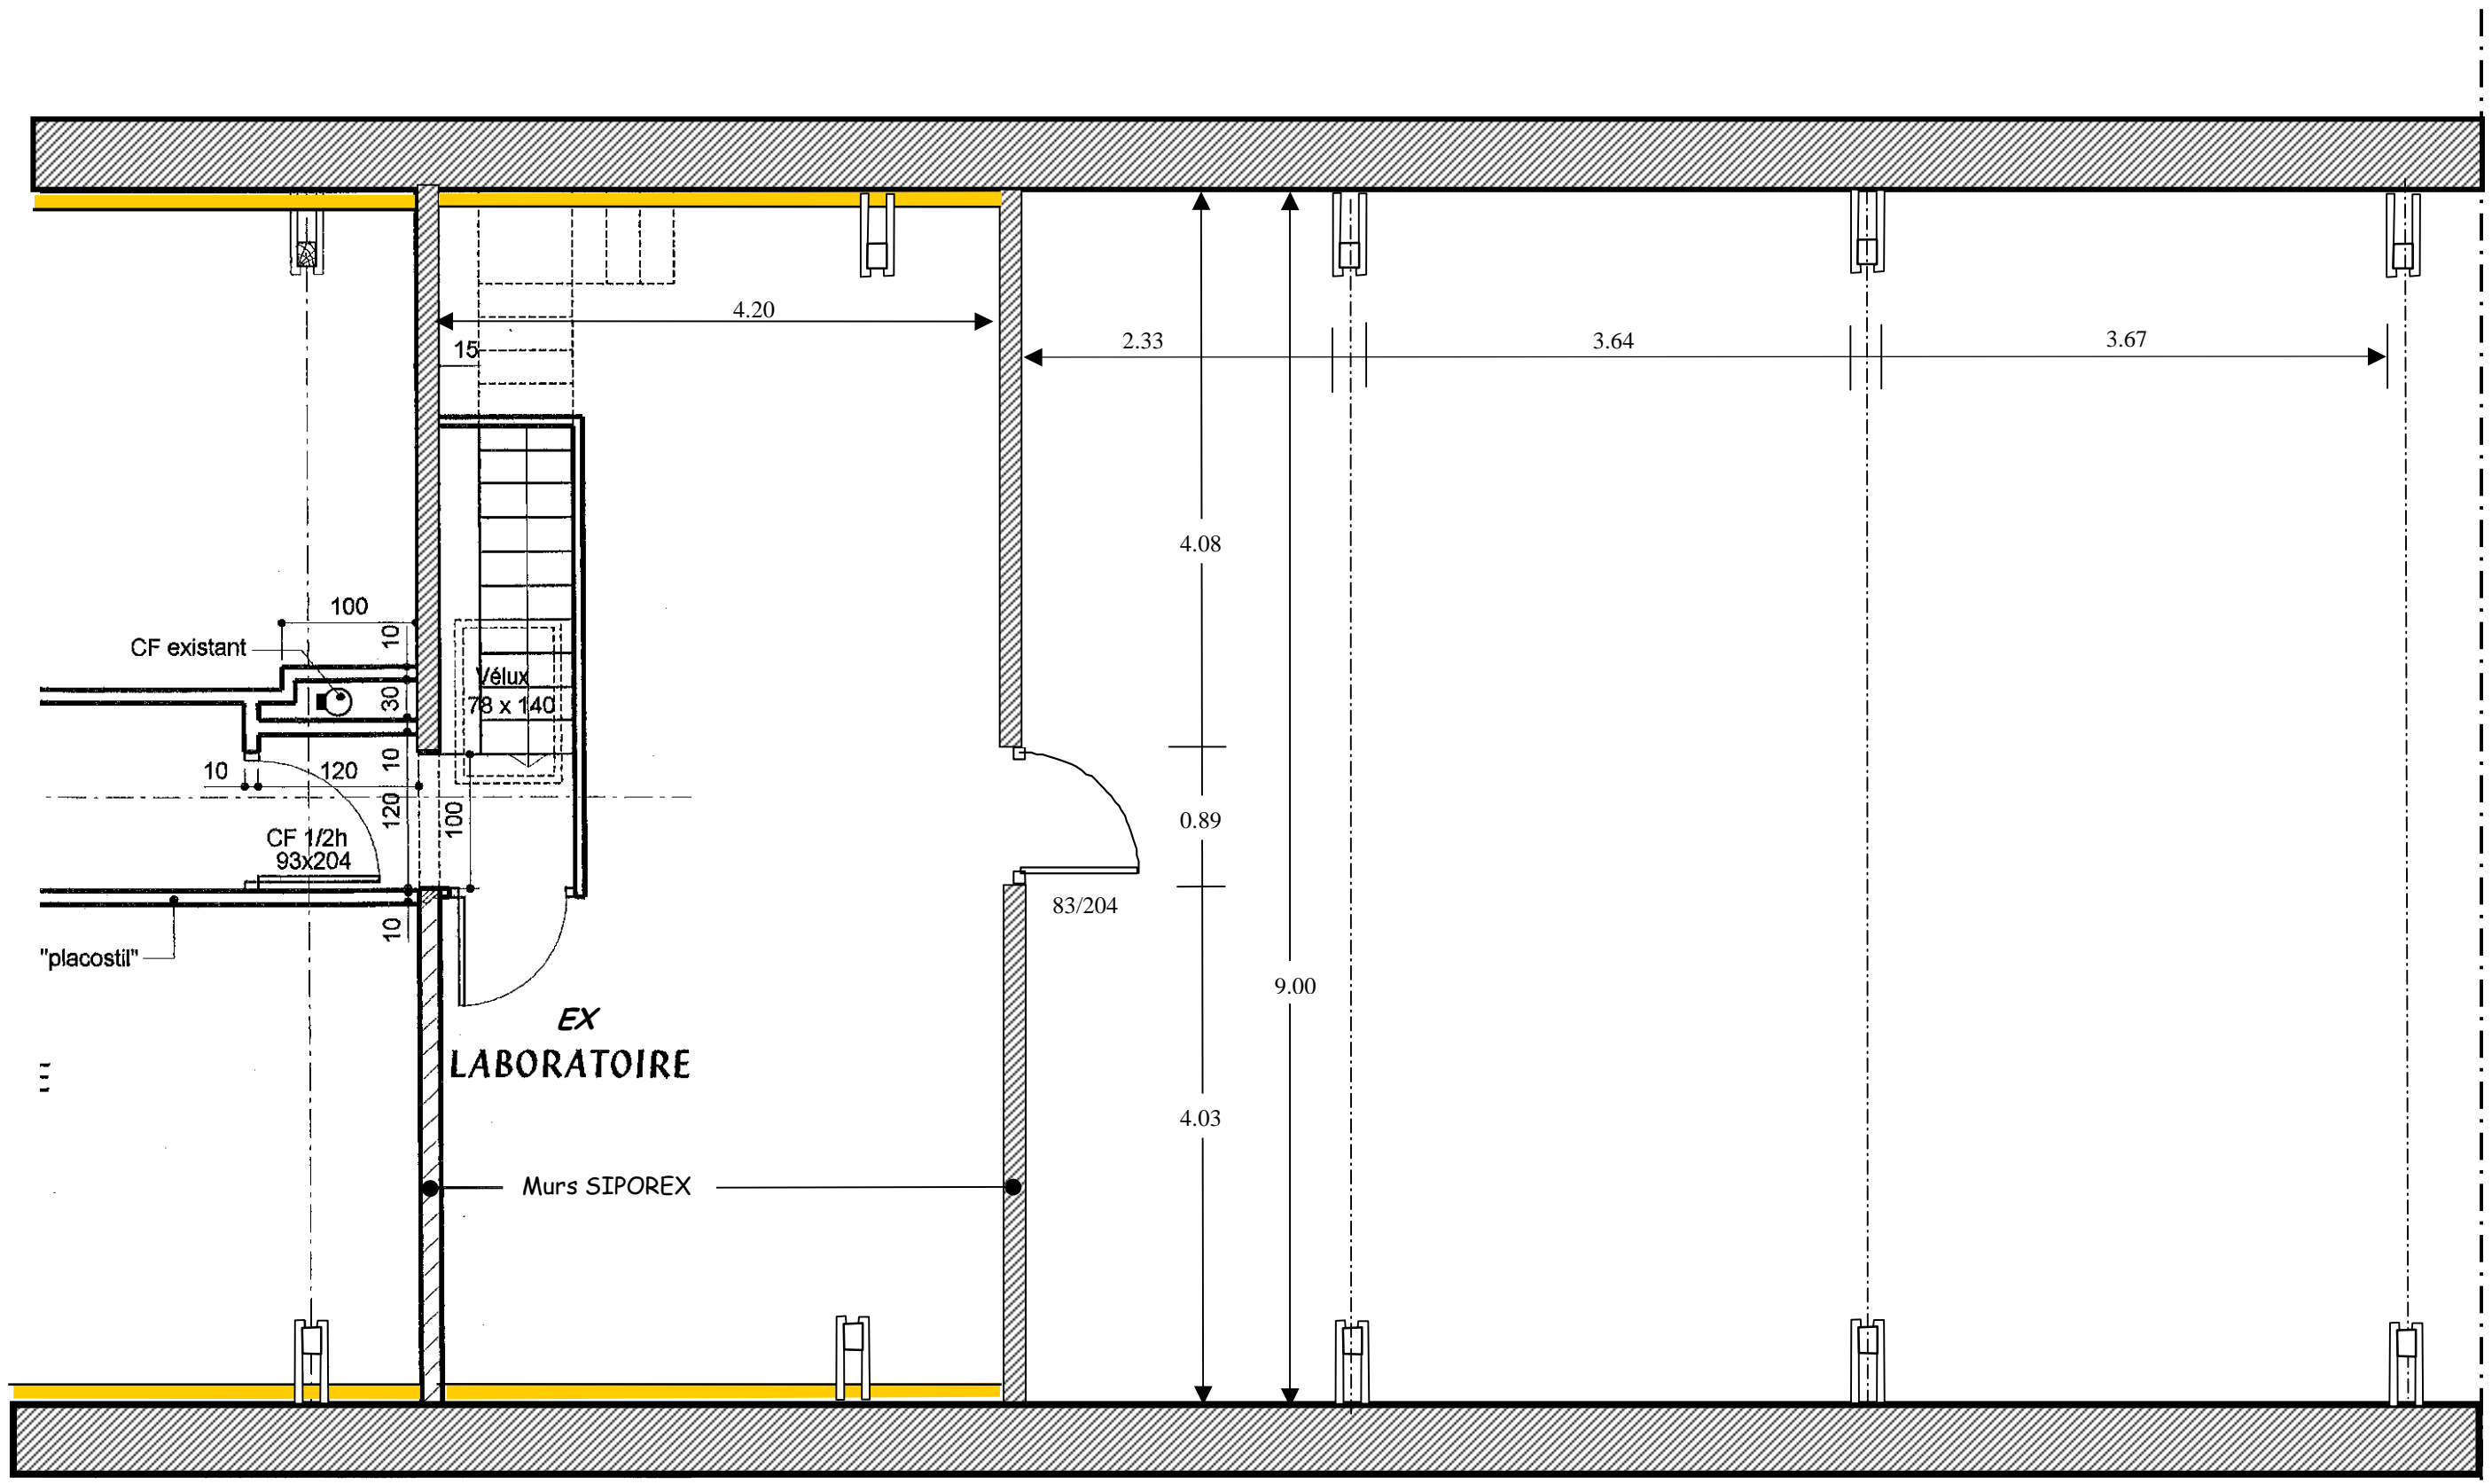 4.20
2.33
3.64
3.67
15
4.08
100
10
CF existant
Vélux
78 x 140
30
10
10
120
120
100
0.89
CF 1/2h
93x204
83/204
10
"placostil"
9.00
EX
LABORATOIRE
4.03
Murs SIPOREX